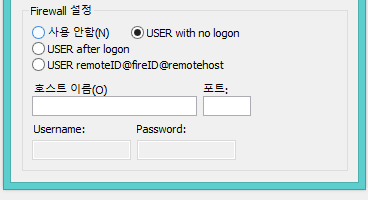 Firewall 설정
사용 안함(N) USER with no logon
USER after logon
USER remoteID@fireID@remotehost
호스트 이름(O) 포트:
Username: Password: